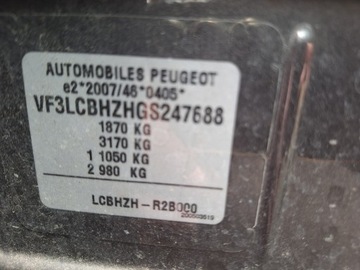 AUTOMOBILES PEUGEOT
e2*2007/46*0405*
VF3LCBHZHGS247688
1870 KG
3170 KG
1 1050 KG
2 980 KG
LCBHZH-R2B000